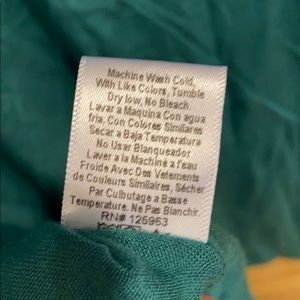 Machine Wash Cold,
With Like Colors, Tumble
Dry low, No Bleach.
Lavar a Maquina Con agua
fria, Con Colores Similares
Secar a Baja Temperatura
No Usar Blanqueador
Laver a la Machine a l'eau
Froide Avec Des Vetements
de Couleurs Similaires, Sécher
Par Culbutage a Basse
Temperature. Ne Pas Blanchir.
RN# 125963